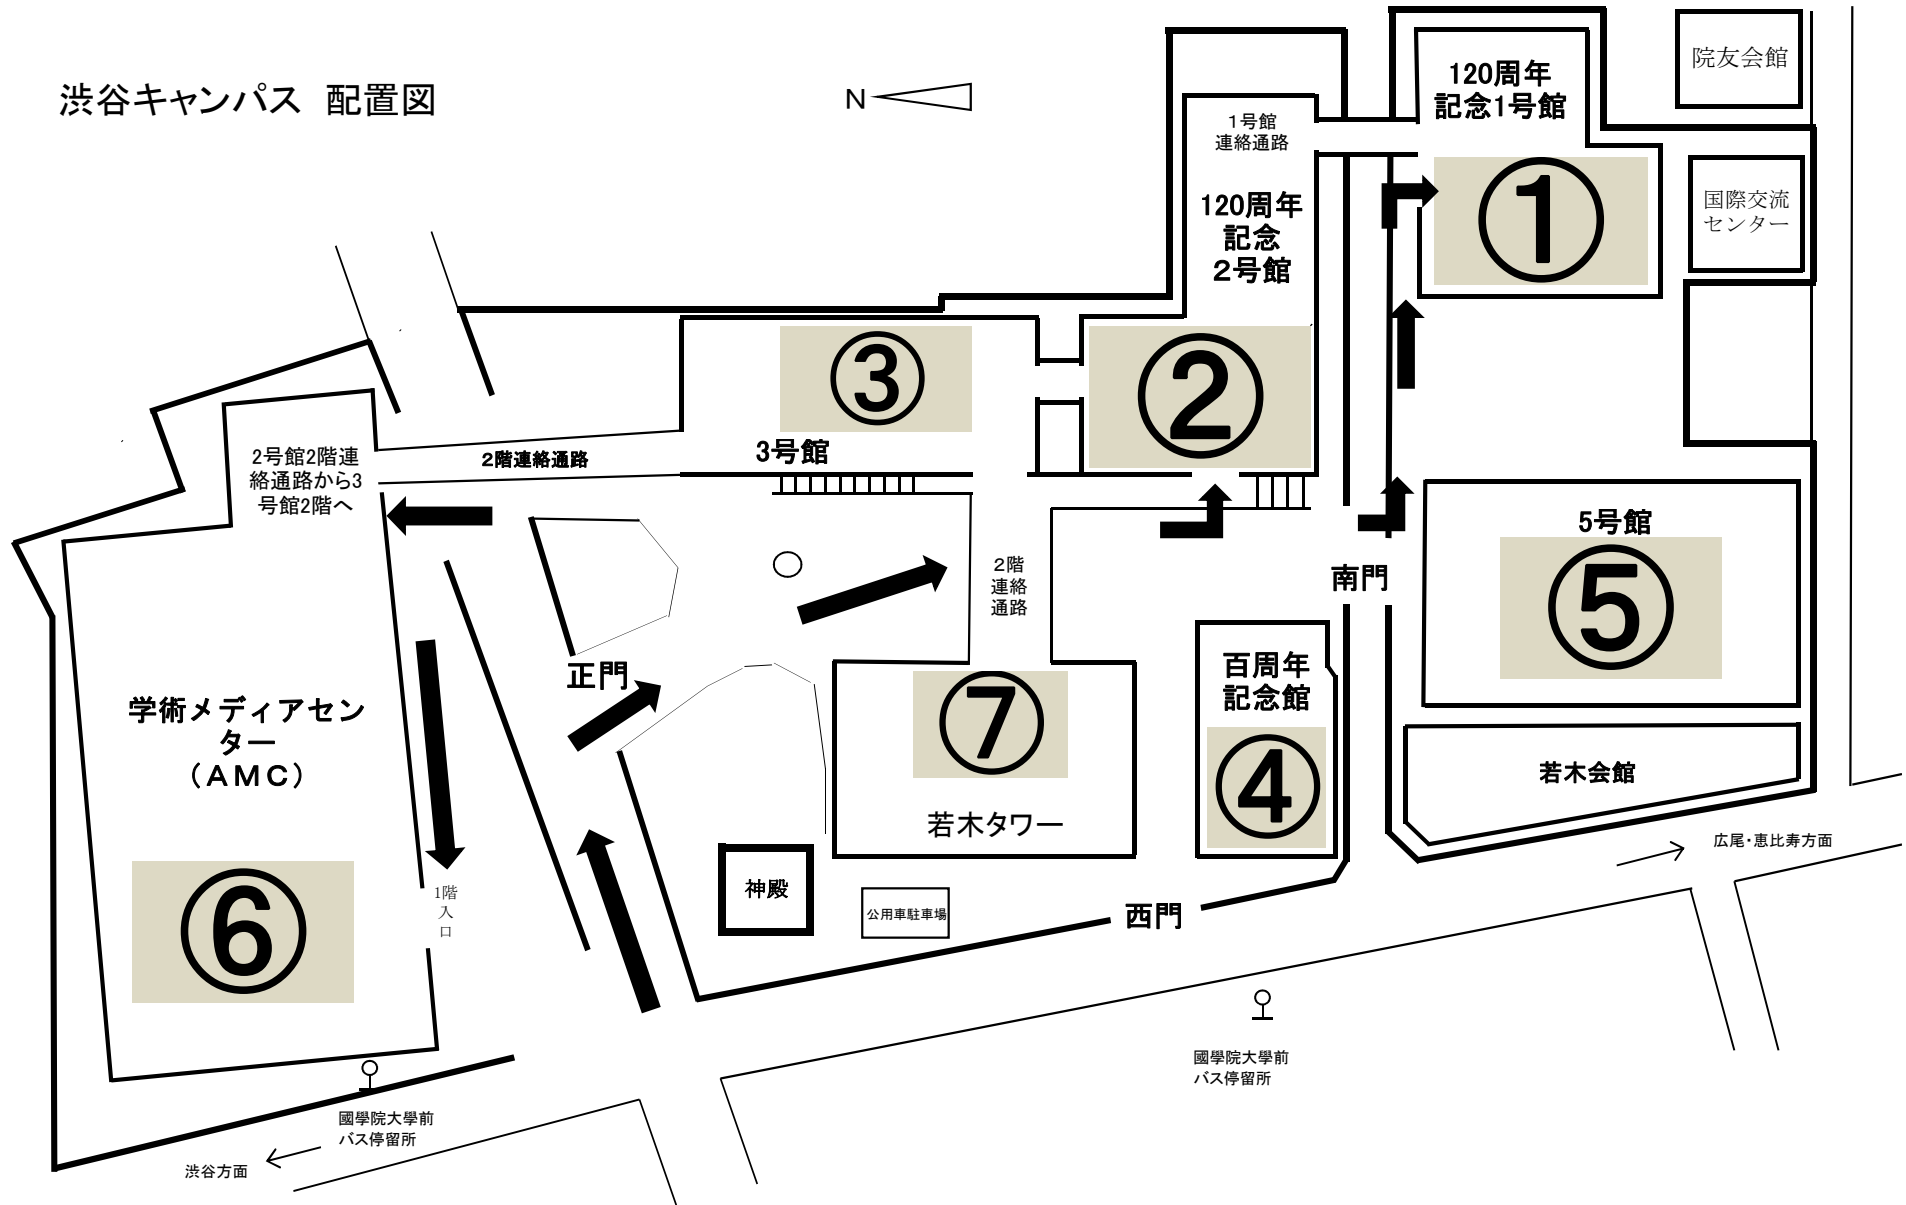 渋谷キャンパス 配置図
N
院友会館
120周年
記念1号館
1号館
連絡通路
①
国際交流
センター
120周年
記念
2号館
③
②
3号館
2号館2階連
絡通路から3
号館2階へ
2階連絡通路
5号館
⑤
2階
連絡
通路
南門
正門
百周年
記念館
④
⑦
若木タワー
学術メディアセン
ター
(AMC)
若木会館
広尾・恵比寿方面
⑥
1階
入
口
神殿
公用車駐車場
西門
國學院大學前
バス停留所
國學院大學前
バス停留所
渋谷方面